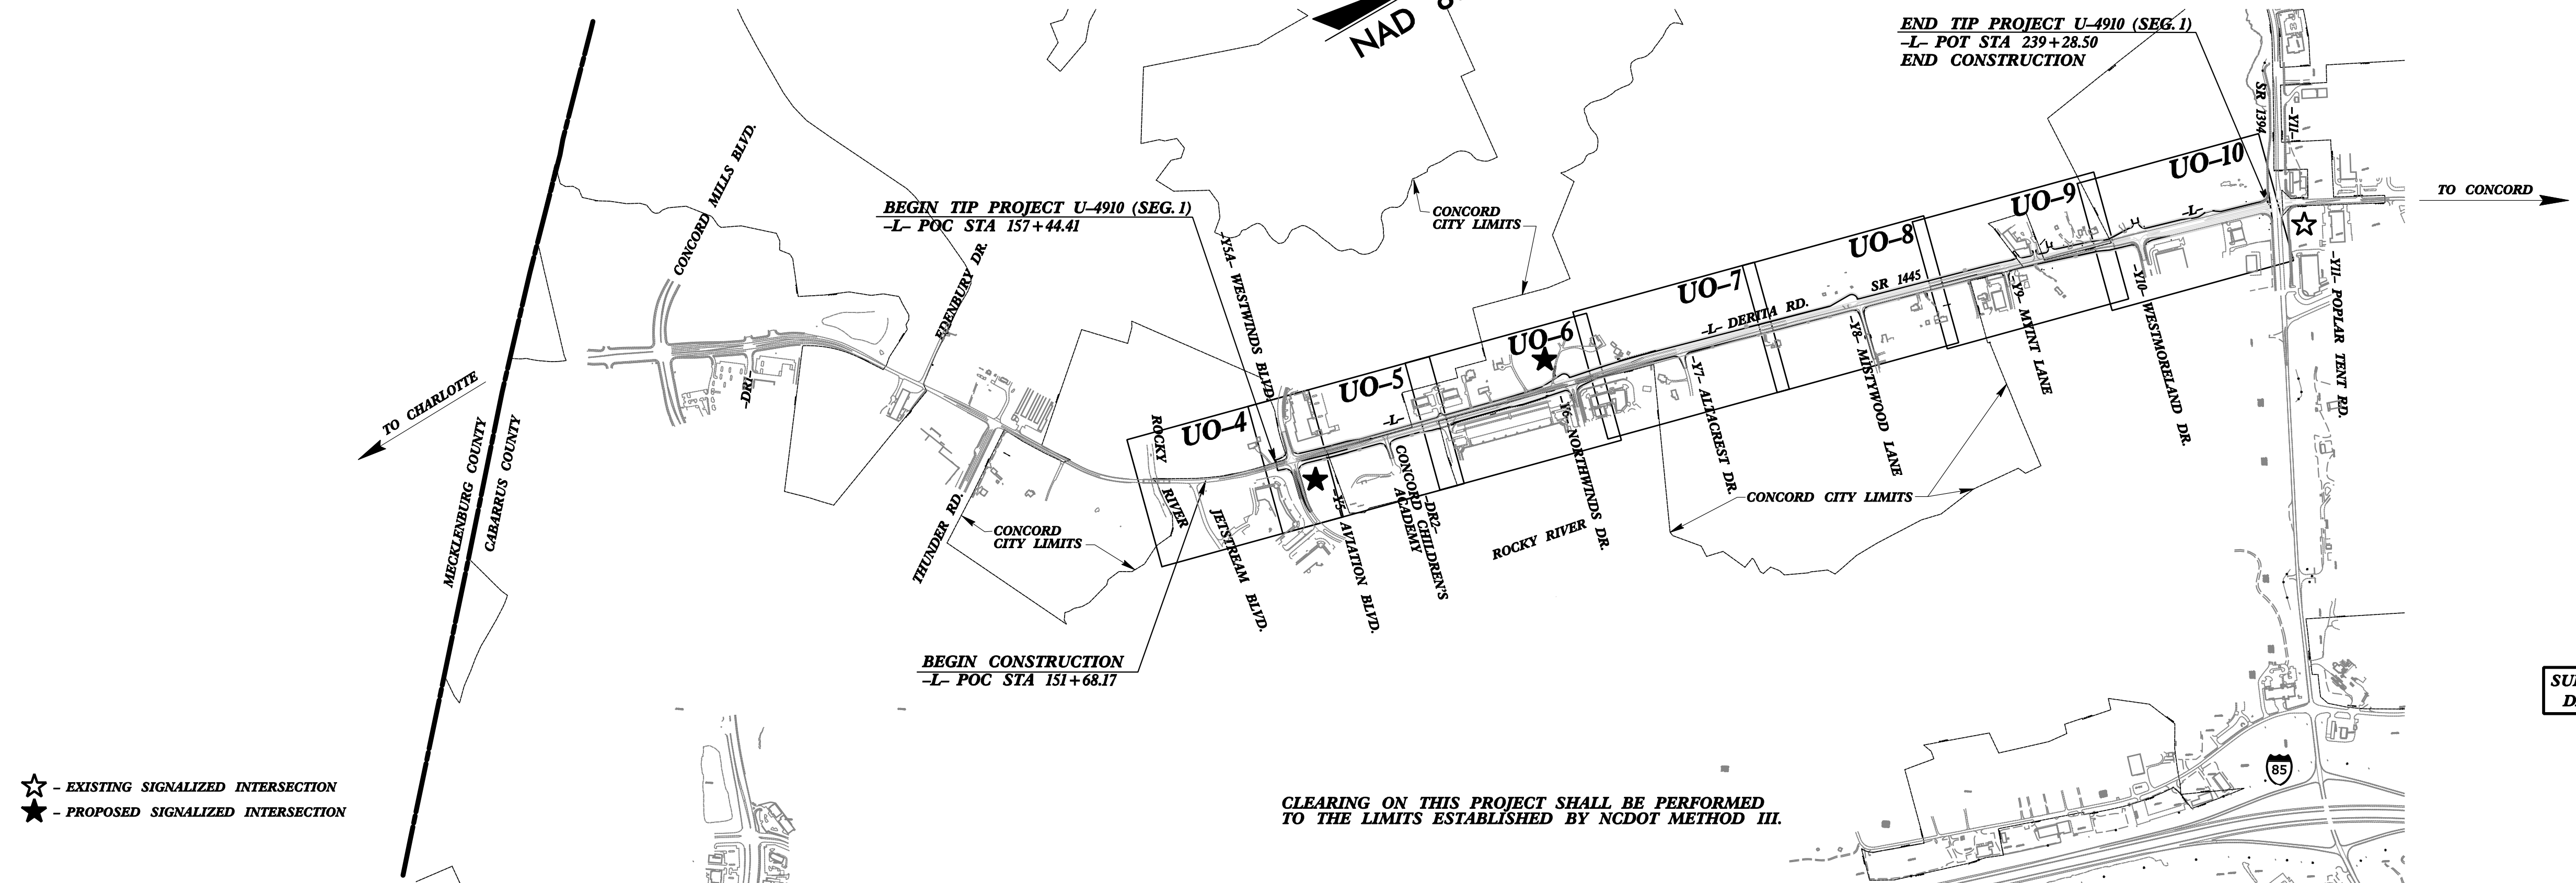 NAD
END TIP PROJECT U–4910 (SEG. 1)
–L– POT STA 239+28.50
END CONSTRUCTION
SR 1394
–Y11–
CONCORD MILLS BLVD.
BEGIN TIP PROJECT U–4910 (SEG. 1)
–L– POC STA 157+44.41
EDENBURY DR.
–Y5A– WESTWINDS BLVD.
CONCORD
CITY LIMITS
UO–10
UO–9
UO–8
UO–7
UO–6
UO–5
UO–4
TO CONCORD
–L–
SR 1445
–L– DERITA RD.
–L–
TO CHARLOTTE
MECKLENBURG COUNTY
CABARRUS COUNTY
–DR1–
THUNDER RD.
CONCORD
CITY LIMITS
ROCKY
RIVER
JETSTREAM BLVD.
–Y5– AVIATION BLVD.
–DR2–
CONCORD CHILDREN'S
ACADEMY
–Y6– NORTHWINDS DR.
ROCKY RIVER
–Y7– ALTACREST DR.
–Y8– MISTYWOOD LANE
CONCORD CITY LIMITS
–Y9– MYINT LANE
–Y10– WESTMORELAND DR.
–Y11– POPLAR TENT RD.
BEGIN CONSTRUCTION
–L– POC STA 151+68.17
– EXISTING SIGNALIZED INTERSECTION
– PROPOSED SIGNALIZED INTERSECTION
CLEARING ON THIS PROJECT SHALL BE PERFORMED
TO THE LIMITS ESTABLISHED BY NCDOT METHOD III.
85